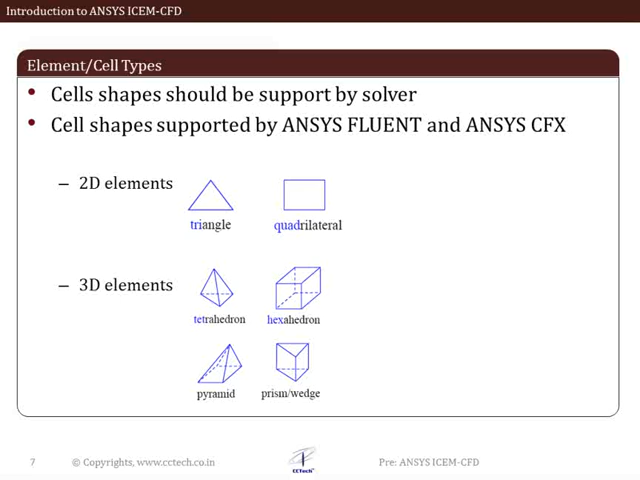 Introduction to ANSYS ICEM-CFD
Element/Cell Types
• Cells shapes should be support by solver
• Cell shapes supported by ANSYS FLUENT and ANSYS CFX
– 2D elements
triangle quadrilateral
– 3D elements
tetrahedron hexahedron
pyramid prism/wedge
7 © Copyrights, www.cctech.co.in CCTech Pre: ANSYS ICEM-CFD